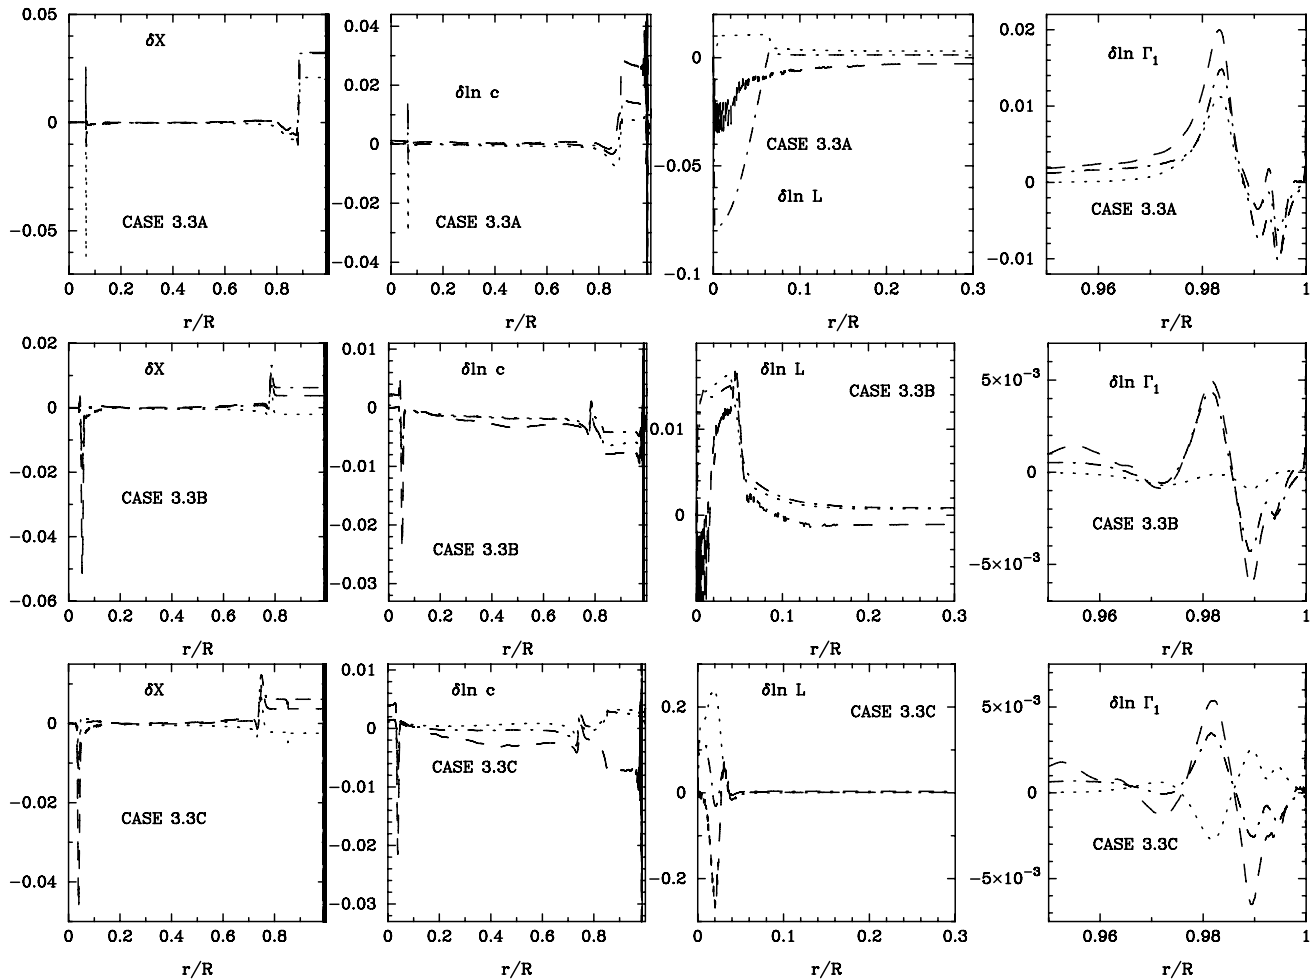 δX
CASE 3.3A
0.05
0
−0.05
0 0.2 0.4 0.6 0.8 1
r/R
δln c
CASE 3.3A
0.04
0.02
0
−0.02
−0.04
0 0.2 0.4 0.6 0.8 1
r/R
CASE 3.3A
δln L
0
−0.05
−0.1
0 0.1 0.2 0.3
r/R
δln Γ1
CASE 3.3A
0.02
0.01
0
−0.01
0.96 0.98 1
r/R
δX
CASE 3.3B
0.02
0
−0.02
−0.04
−0.06
0 0.2 0.4 0.6 0.8 1
r/R
δln c
CASE 3.3B
0.01
0
−0.01
−0.02
−0.03
0 0.2 0.4 0.6 0.8 1
r/R
δln L
CASE 3.3B
0.01
0
0 0.1 0.2 0.3
r/R
δln Γ1
CASE 3.3B
5×10−3
0
−5×10−3
0.96 0.98 1
r/R
δX
CASE 3.3C
0
−0.02
−0.04
0 0.2 0.4 0.6 0.8 1
r/R
δln c
CASE 3.3C
0.01
0
−0.01
−0.02
−0.03
0 0.2 0.4 0.6 0.8 1
r/R
δln L
CASE 3.3C
0.2
0
−0.2
0 0.1 0.2 0.3
r/R
δln Γ1
CASE 3.3C
5×10−3
0
−5×10−3
0.96 0.98 1
r/R